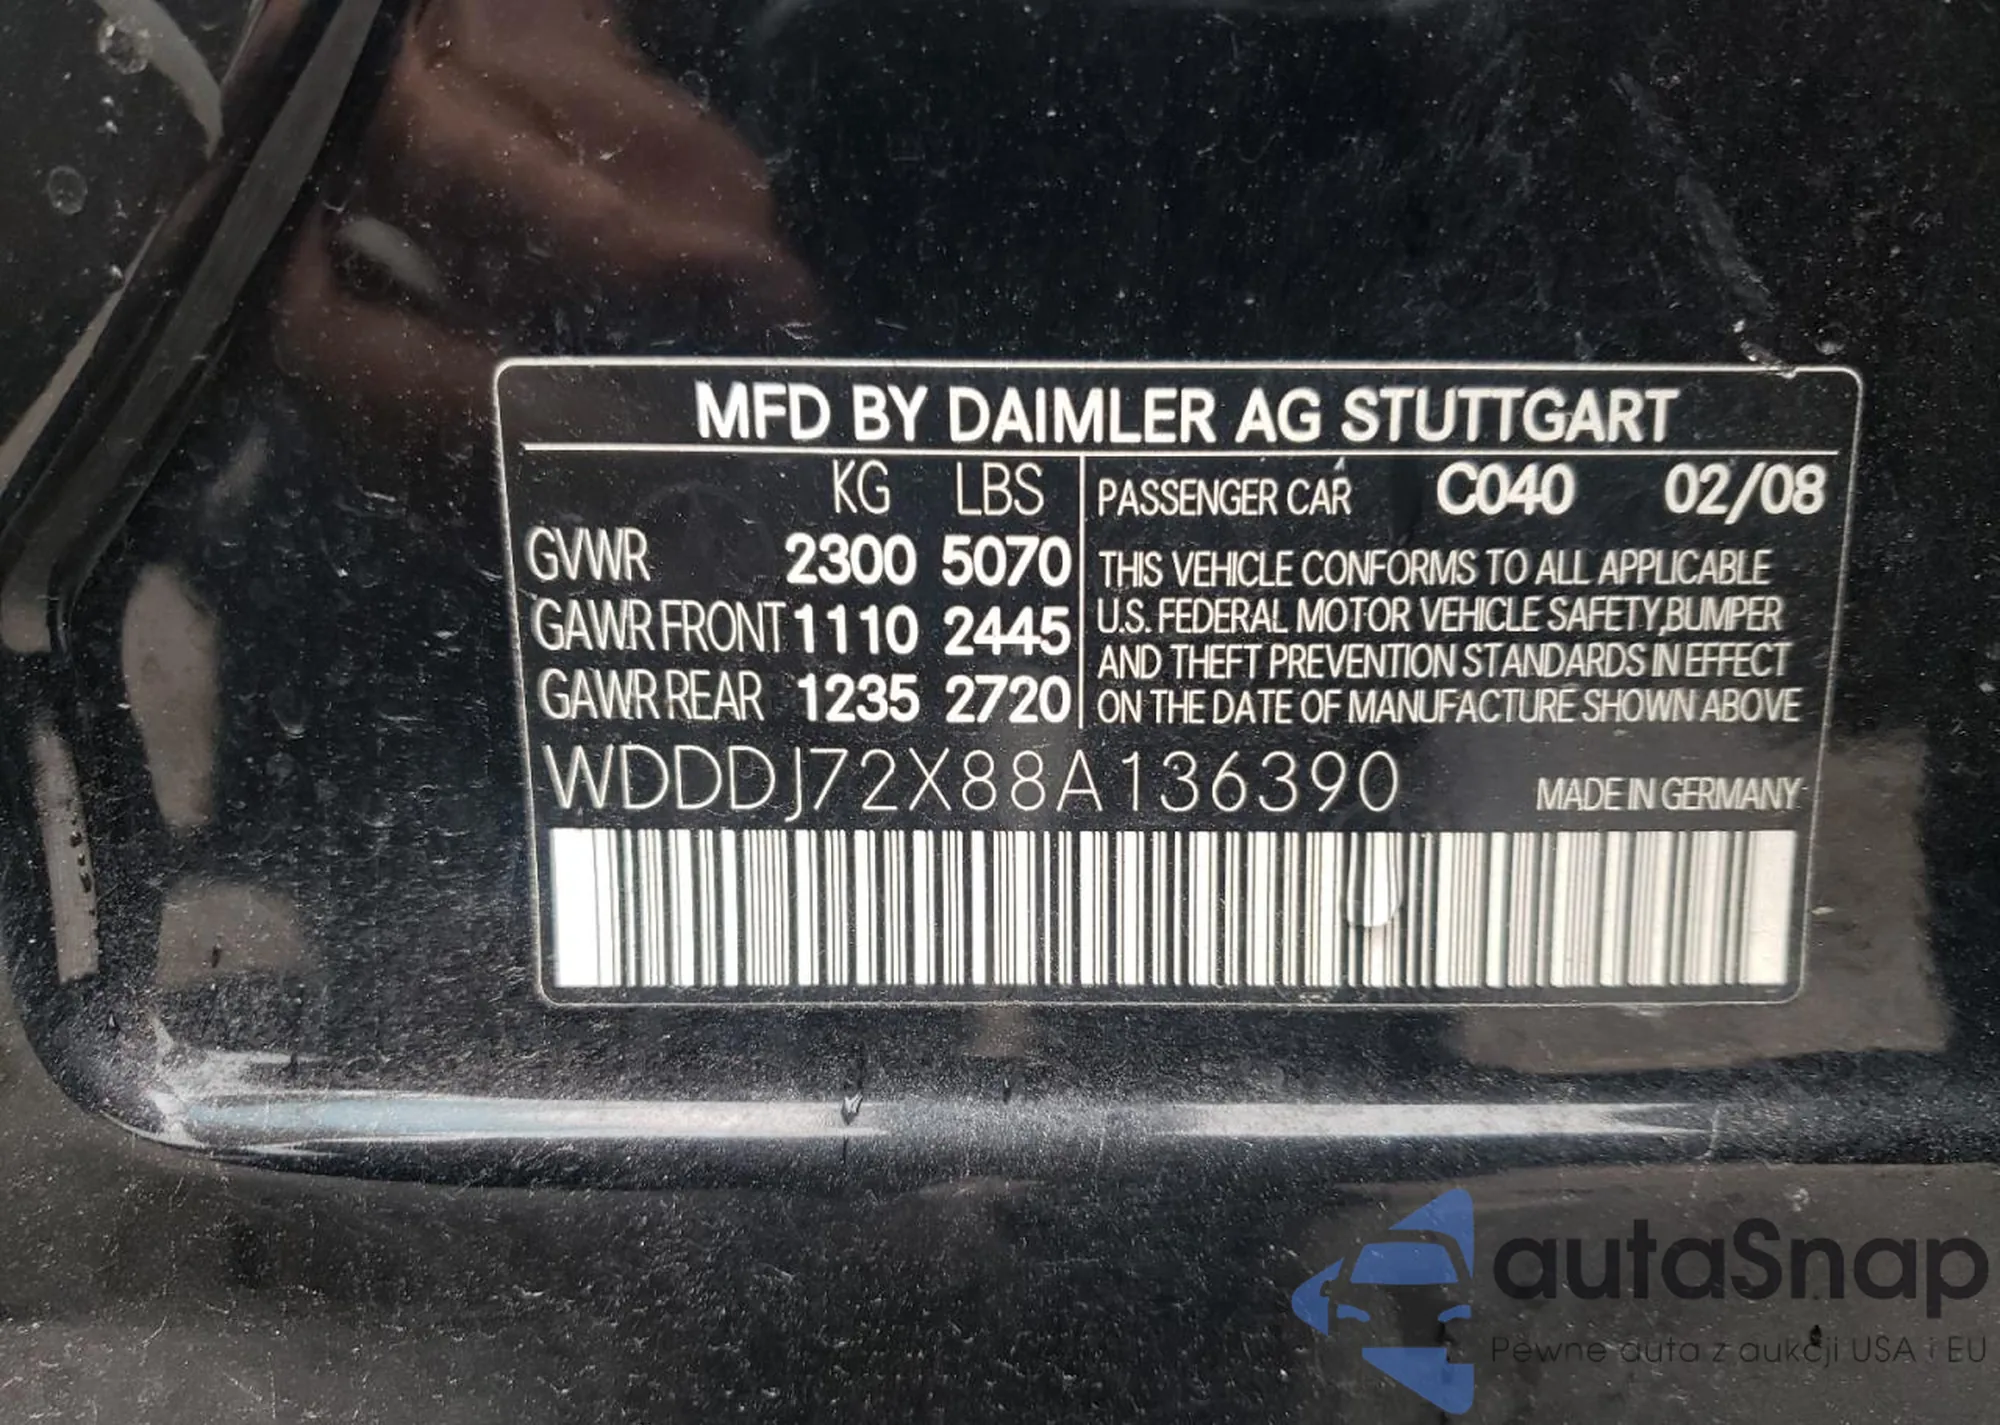 MFD BY DAIMLER AG STUTTGART
KG LBS
GVWR 2300 5070
GAWR FRONT 1110 2445
GAWR REAR 1235 2720
PASSENGER CAR C040 02/08
THIS VEHICLE CONFORMS TO ALL APPLICABLE
U.S. FEDERAL MOTOR VEHICLE SAFETY,BUMPER
AND THEFT PREVENTION STANDARDS IN EFFECT
ON THE DATE OF MANUFACTURE SHOWN ABOVE
WDDDJ72X88A136390
MADE IN GERMANY
autaSnap
Pewne auta z aukcji USA i EU